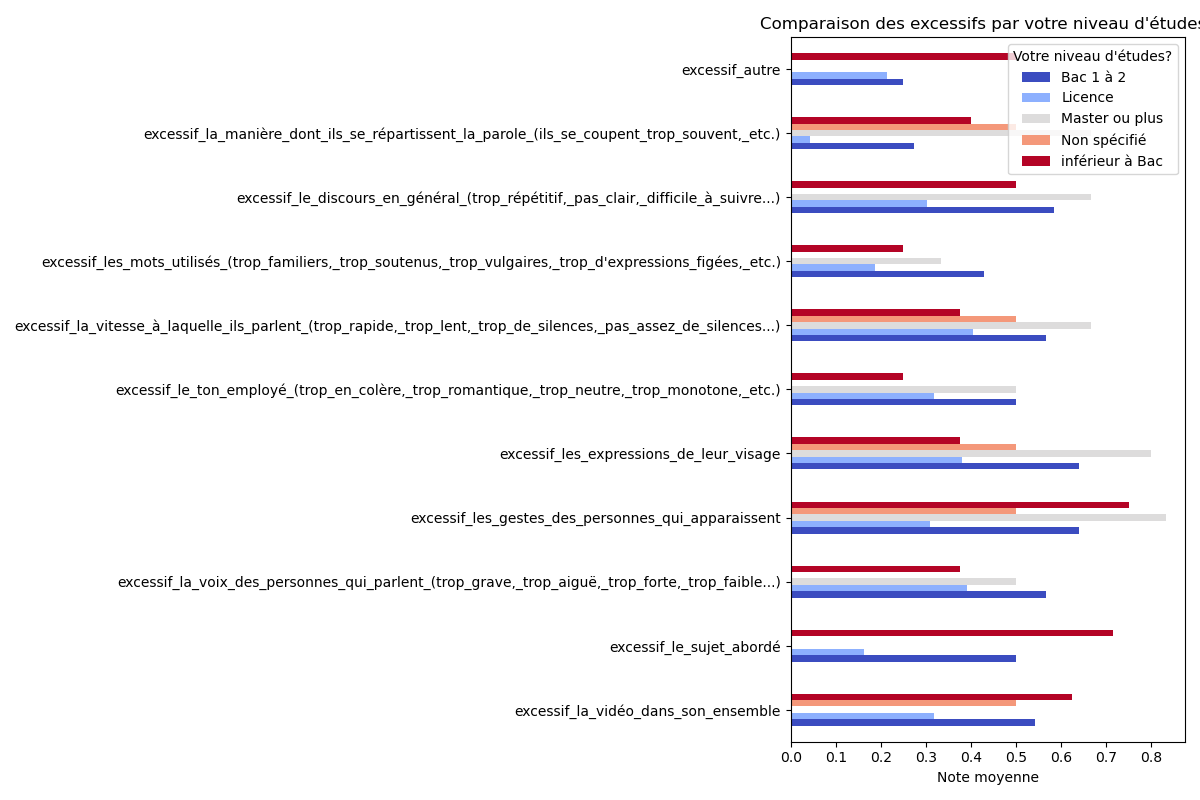 Comparaison des excessifs par votre niveau d'études
Votre niveau d'études?
Bac 1 à 2
Licence
Master ou plus
Non spécifié
inférieur à Bac
excessif_autre
excessif_la_manière_dont_ils_se_répartissent_la_parole_(ils_se_coupent_trop_souvent,_etc.)
excessif_le_discours_en_général_(trop_répétitif,_pas_clair,_difficile_à_suivre...)
excessif_les_mots_utilisés_(trop_familiers,_trop_soutenus,_trop_vulgaires,_trop_d'expressions_figées,_etc.)
excessif_la_vitesse_à_laquelle_ils_parlent_(trop_rapide,_trop_lent,_trop_de_silences,_pas_assez_de_silences...)
excessif_le_ton_employé_(trop_en_colère,_trop_romantique,_trop_neutre,_trop_monotone,_etc.)
excessif_les_expressions_de_leur_visage
excessif_les_gestes_des_personnes_qui_apparaissent
excessif_la_voix_des_personnes_qui_parlent_(trop_grave,_trop_aiguë,_trop_forte,_trop_faible...)
excessif_le_sujet_abordé
excessif_la_vidéo_dans_son_ensemble
0.0 0.1 0.2 0.3 0.4 0.5 0.6 0.7 0.8
Note moyenne